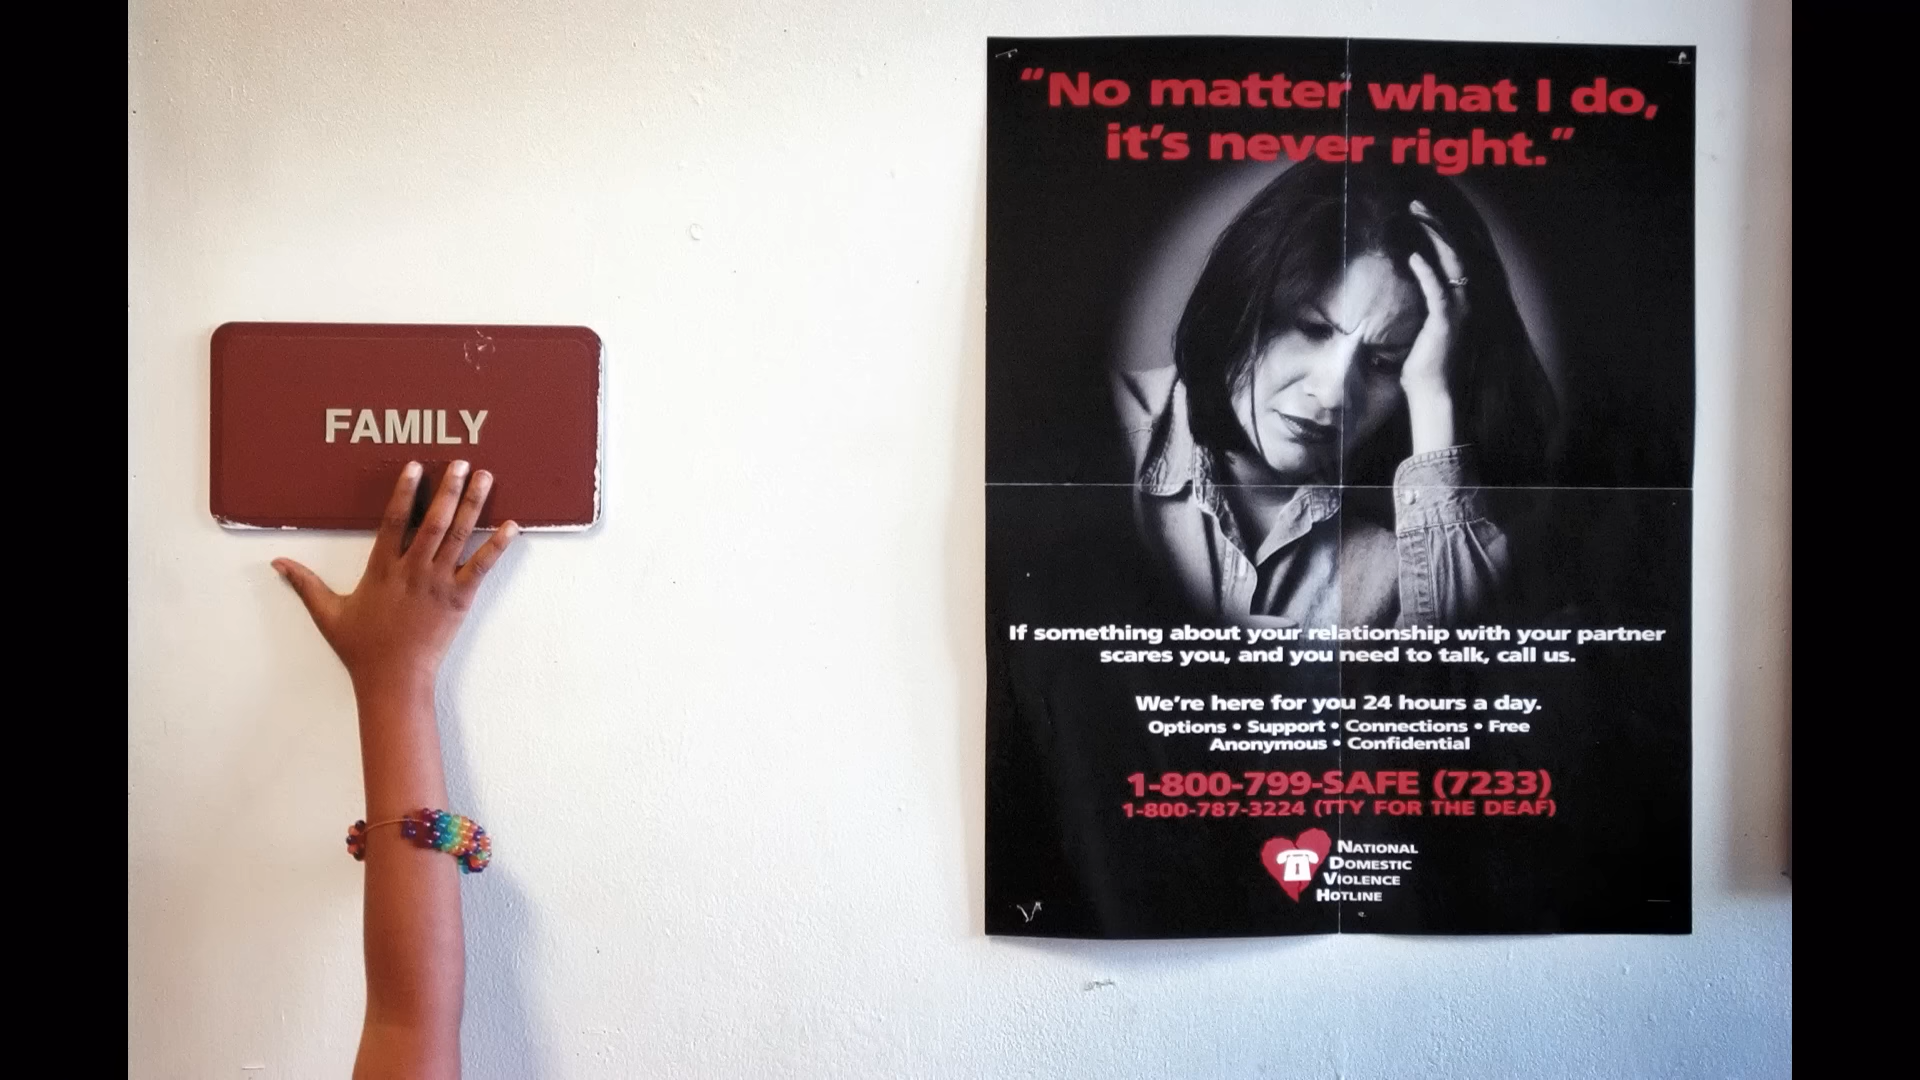 FAMILY
“No matter what I do,
it’s never right.”
If something about your relationship with your partner
scares you, and you need to talk, call us.
We’re here for you 24 hours a day.
Options • Support • Connections • Free
Anonymous • Confidential
1-800-799-SAFE (7233)
1-800-787-3224 (TTY FOR THE DEAF)
NATIONAL
DOMESTIC
VIOLENCE
HOTLINE